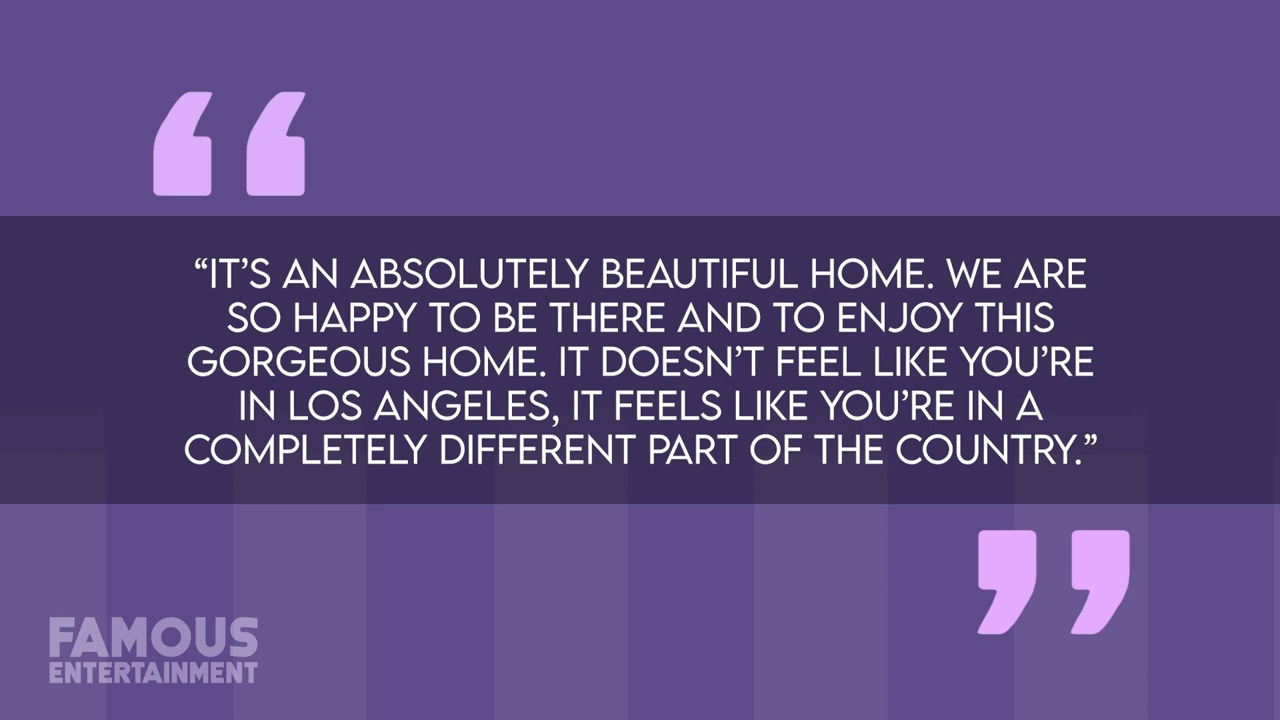 “IT’S AN ABSOLUTELY BEAUTIFUL HOME. WE ARE
SO HAPPY TO BE THERE AND TO ENJOY THIS
GORGEOUS HOME. IT DOESN’T FEEL LIKE YOU’RE
IN LOS ANGELES, IT FEELS LIKE YOU’RE IN A
COMPLETELY DIFFERENT PART OF THE COUNTRY.”
FAMOUS
ENTERTAINMENT